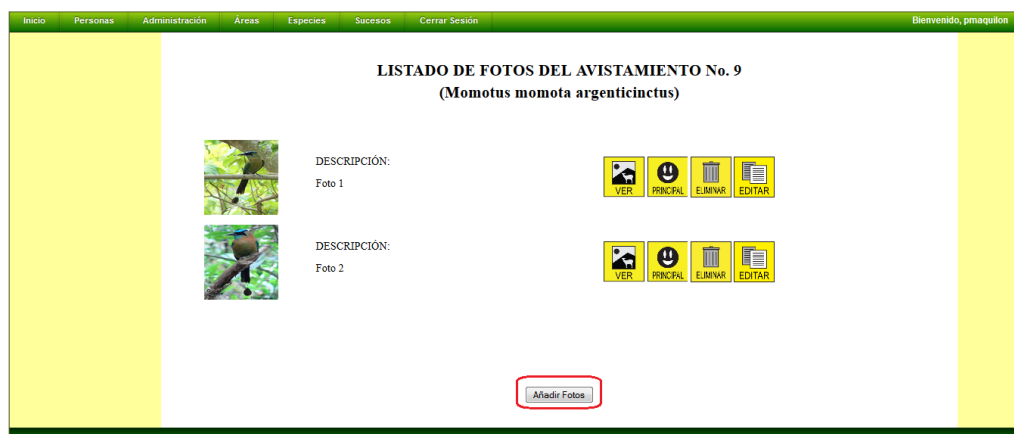 Inicio Personas Administración Áreas Especies Sucesos Cerrar Sesión Bienvenido, pmaquilon
LISTADO DE FOTOS DEL AVISTAMIENTO No. 9
(Momotus momota argenticinctus)
DESCRIPCIÓN:
Foto 1
VER PRINCIPAL ELIMINAR EDITAR
DESCRIPCIÓN:
Foto 2
VER PRINCIPAL ELIMINAR EDITAR
Añadir Fotos